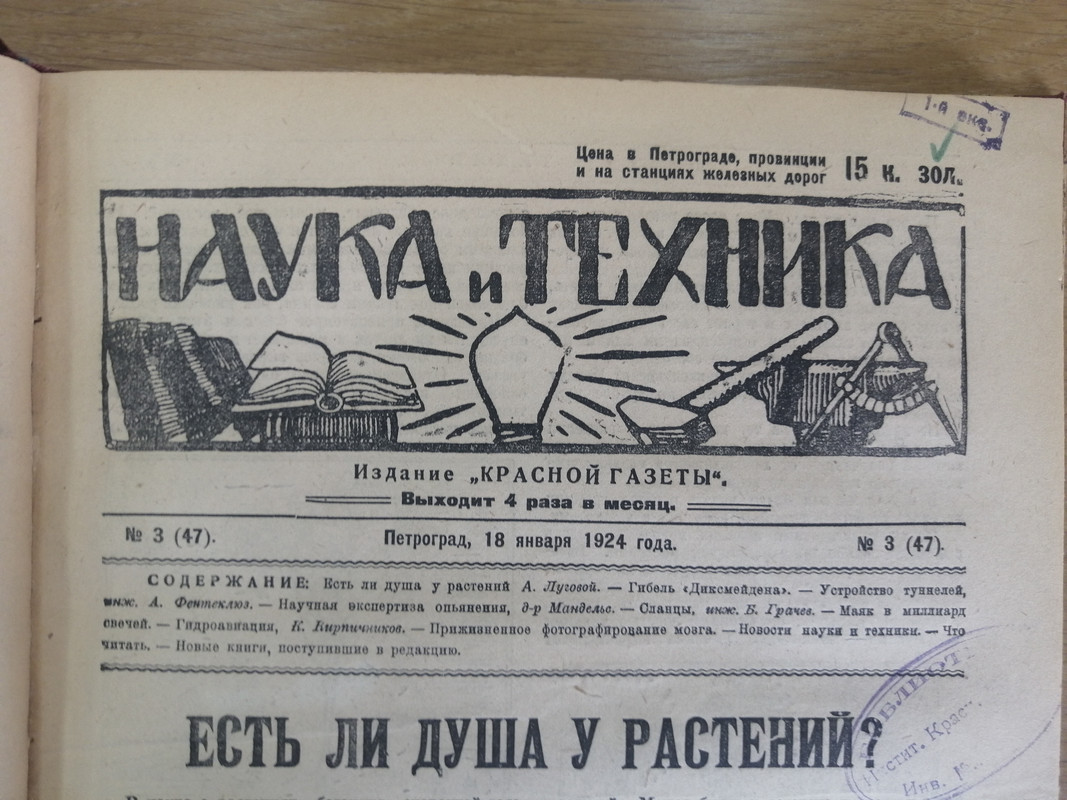 1-й экз.
Цена в Петрограде, провинции
и на станциях железных дорог 15 к. зол.
НАУКА и ТЕХНИКА
Издание „КРАСНОЙ ГАЗЕТЫ“.
Выходит 4 раза в месяц.
№ 3 (47). Петроград, 18 января 1924 года. № 3 (47).
СОДЕРЖАНИЕ: Есть ли душа у растений А. Луговой. — Гибель «Диксмейдена». — Устройство туннелей,
инж. А. Фентеклюз. — Научная экспертиза опьянения, д-р Мандельс. — Сланцы, инж. Б. Грачев. — Маяк в миллиард
свечей. — Гидроавиация, К. Кирпичников. — Прижизненное фотографирование мозга. — Новости науки и техники. — Что
читать. — Новые книги, поступившие в редакцию.
ЕСТЬ ЛИ ДУША У РАСТЕНИЙ?
Инв.